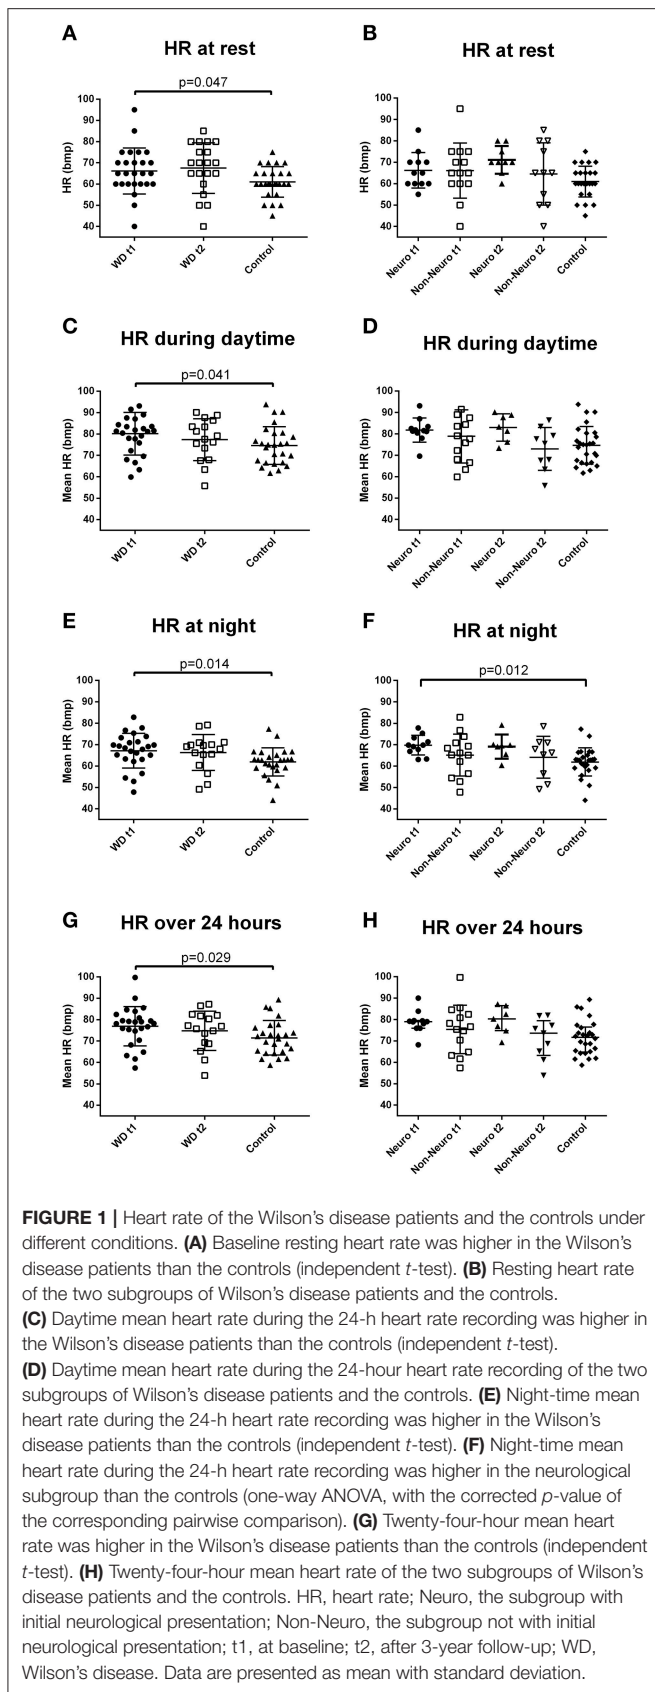 A
HR at rest
p=0.047
HR (bmp)
100
90
80
70
60
50
40
WD t1
WD t2
Control
B
HR at rest
HR (bmp)
100
90
80
70
60
50
40
Neuro t1
Non-Neuro t1
Neuro t2
Non-Neuro t2
Control
C
HR during daytime
p=0.041
Mean HR (bmp)
100
90
80
70
60
50
40
WD t1
WD t2
Control
D
HR during daytime
Mean HR (bmp)
100
90
80
70
60
50
40
Neuro t1
Non-Neuro t1
Neuro t2
Non-Neuro t2
Control
E
HR at night
p=0.014
Mean HR (bmp)
100
90
80
70
60
50
40
WD t1
WD t2
Control
F
HR at night
p=0.012
Mean HR (bmp)
100
90
80
70
60
50
40
Neuro t1
Non-Neuro t1
Neuro t2
Non-Neuro t2
Control
G
HR over 24 hours
p=0.029
Mean HR (bmp)
100
90
80
70
60
50
40
WD t1
WD t2
Control
H
HR over 24 hours
Mean HR (bmp)
100
90
80
70
60
50
40
Neuro t1
Non-Neuro t1
Neuro t2
Non-Neuro t2
Control
FIGURE 1 | Heart rate of the Wilson's disease patients and the controls under
different conditions. (A) Baseline resting heart rate was higher in the Wilson's
disease patients than the controls (independent t-test). (B) Resting heart rate
of the two subgroups of Wilson's disease patients and the controls.
(C) Daytime mean heart rate during the 24-h heart rate recording was higher in
the Wilson's disease patients than the controls (independent t-test).
(D) Daytime mean heart rate during the 24-hour heart rate recording of the two
subgroups of Wilson's disease patients and the controls. (E) Night-time mean
heart rate during the 24-h heart rate recording was higher in the Wilson's
disease patients than the controls (independent t-test). (F) Night-time mean
heart rate during the 24-h heart rate recording was higher in the neurological
subgroup than the controls (one-way ANOVA, with the corrected p-value of
the corresponding pairwise comparison). (G) Twenty-four-hour mean heart
rate was higher in the Wilson's disease patients than the controls (independent
t-test). (H) Twenty-four-hour mean heart rate of the two subgroups of Wilson's
disease patients and the controls. HR, heart rate; Neuro, the subgroup with
initial neurological presentation; Non-Neuro, the subgroup not with initial
neurological presentation; t1, at baseline; t2, after 3-year follow-up; WD,
Wilson's disease. Data are presented as mean with standard deviation.